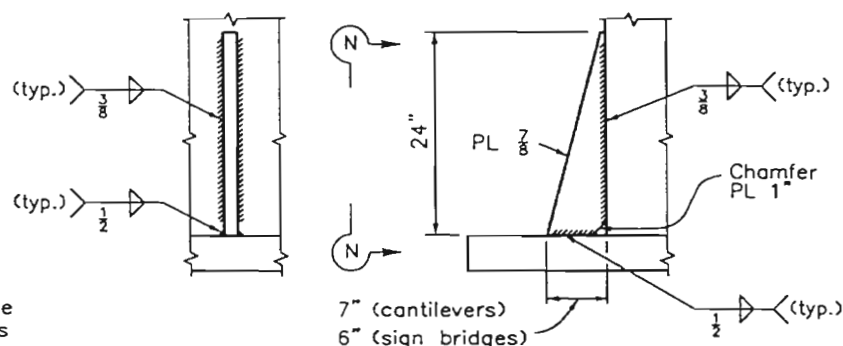 (typ.)
3/8
(typ.)
1/2
N
N
24"
PL 7/8
3/8
(typ.)
Chamfer
PL 1"
7" (cantilevers)
6" (sign bridges)
1/2
(typ.)
e
s